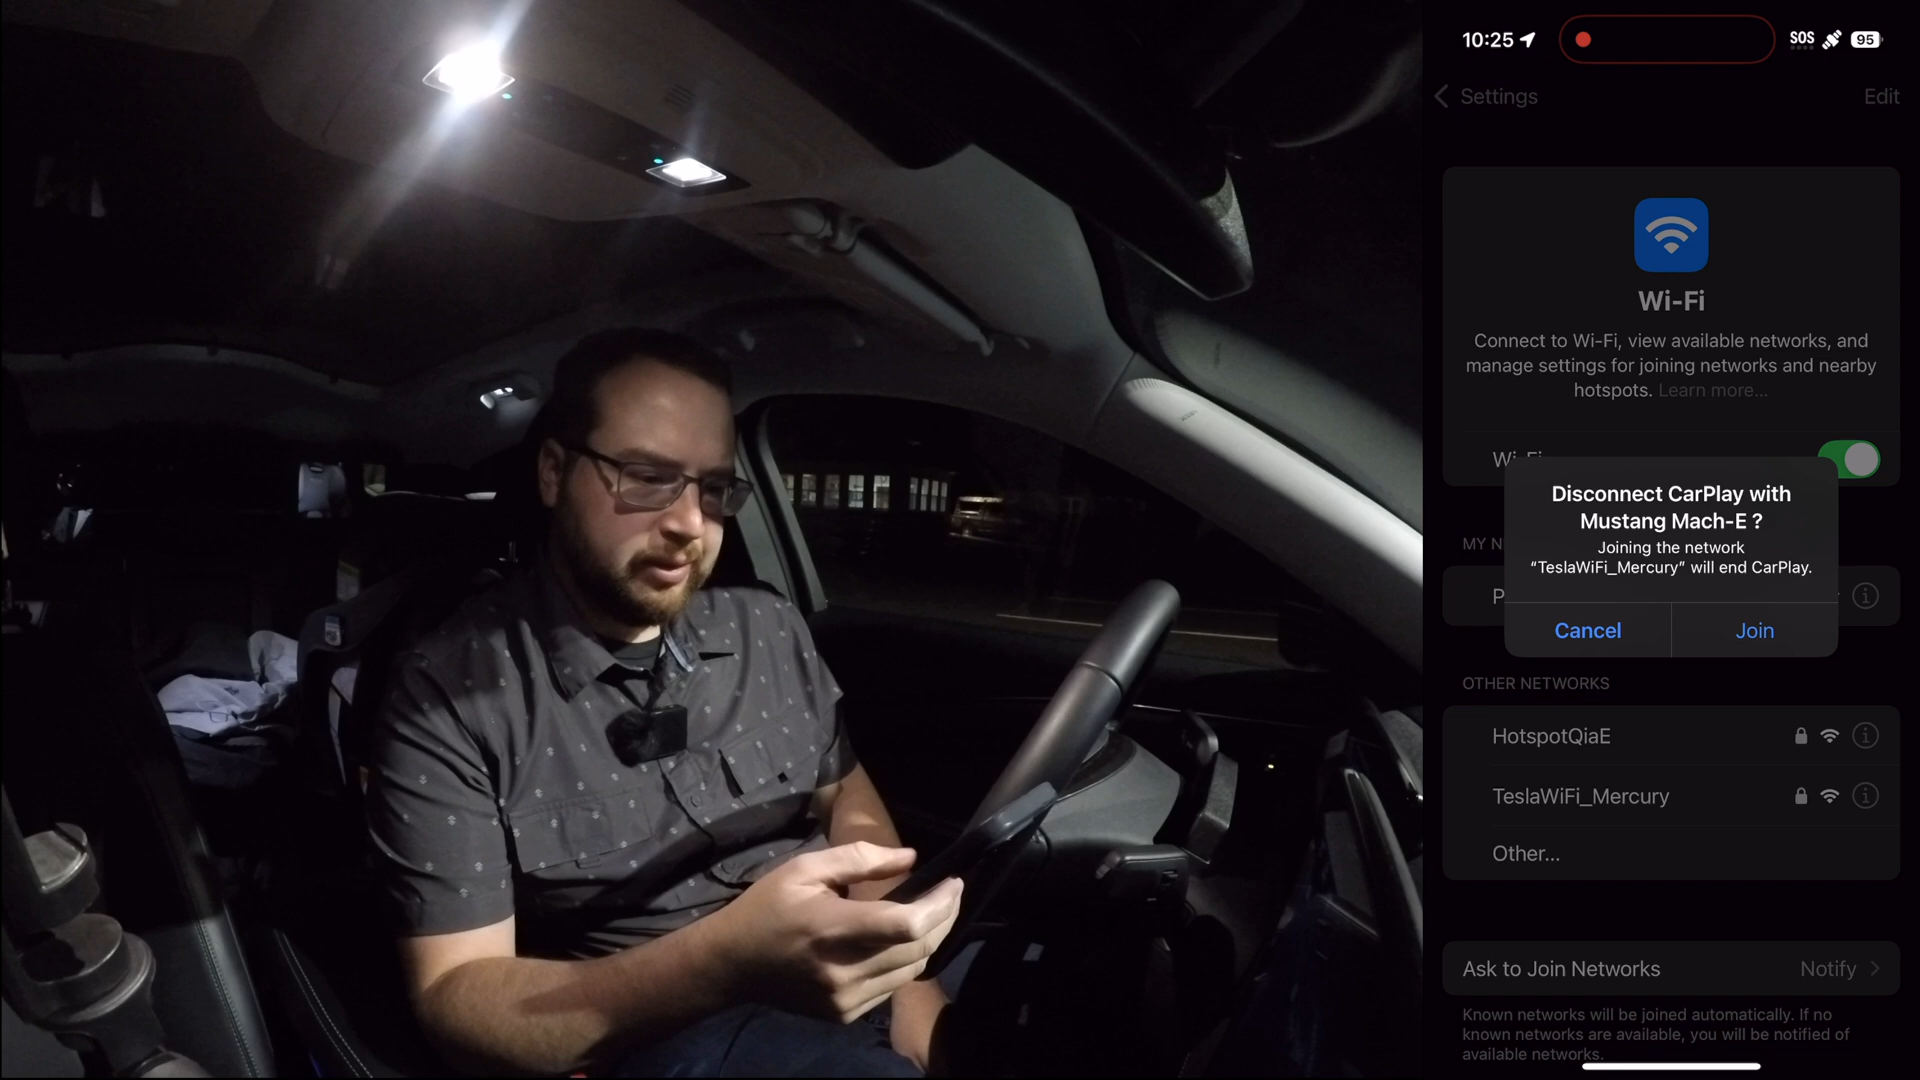 10:25
SOS
95
Settings
Edit
Wi-Fi
Connect to Wi-Fi, view available networks, and
manage settings for joining networks and nearby
hotspots. Learn more...
Wi-Fi
Disconnect CarPlay with
Mustang Mach-E ?
Joining the network
“TeslaWiFi_Mercury” will end CarPlay.
Cancel
Join
MY N
P
OTHER NETWORKS
HotspotQiaE
TeslaWiFi_Mercury
Other...
Ask to Join Networks
Notify
Known networks will be joined automatically. If no
known networks are available, you will be notified of
available networks.